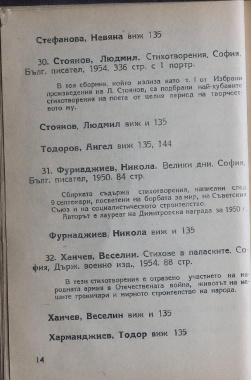 Стефанова, Невяна виж 135
30. Стоянов, Людмил. Стихотворения, София,
Бълг. писател, 1954. 336 стр. с 1 портр.
В тоя сборник, който излиза като т. I от Избрани
произведения на Л. Стоянов, са подбрани най-хубавите
стихотворения на поета от целия период на творчест
вото му.
Стоянов, Людмил виж и 135
Тодоров, Ангел виж 135, 144
31. Фурнаджиев, Никола. Велики дни. София,
Бълг. писател, 1950. 84 стр.
Сбирката съдържа стихотворения, написани след
9 септември, посветени на борбата за мир, на Съветския
Съюз и на социалистическото строителство.
Авторът е лауреат на Димитровска награда за 1950 г.
Фурнаджиев, Никола виж и 135
32. Ханчев, Веселин. Стихове в паласките. Со-
фия, Държ. военно изд., 1954. 88 стр.
В тези стихотворения е отразено участието на на-
родната армия в Отечествената война, животът на на-
шите граничари и мирното строителство на народа.
Ханчев, Веселин виж и 135
Харманджиев, Тодор виж 135
14